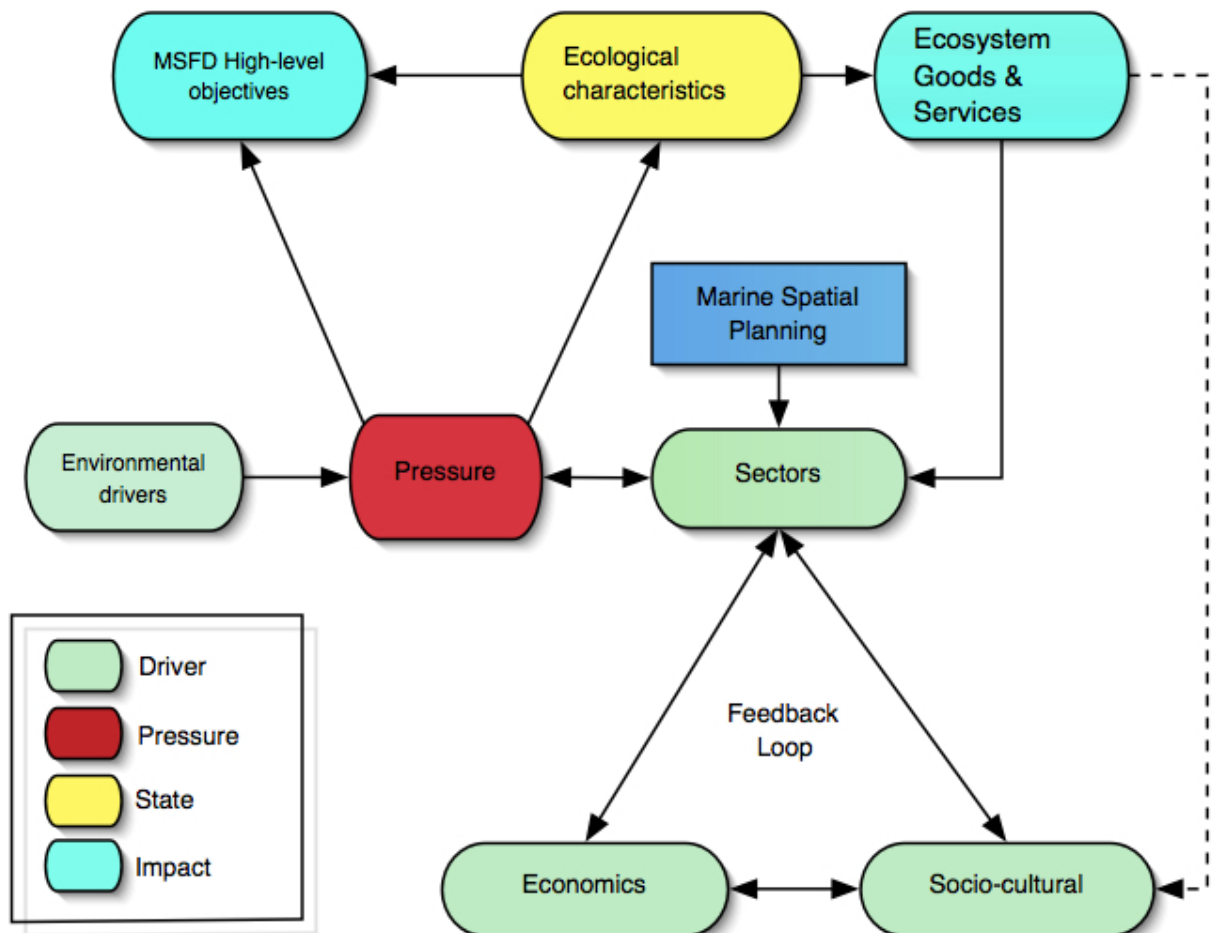 MSFD High-level
objectives
Ecological
characteristics
Ecosystem
Goods &
Services
Marine Spatial
Planning
Environmental
drivers
Pressure
Sectors
Driver
Pressure
State
Impact
Feedback
Loop
Economics
Socio-cultural